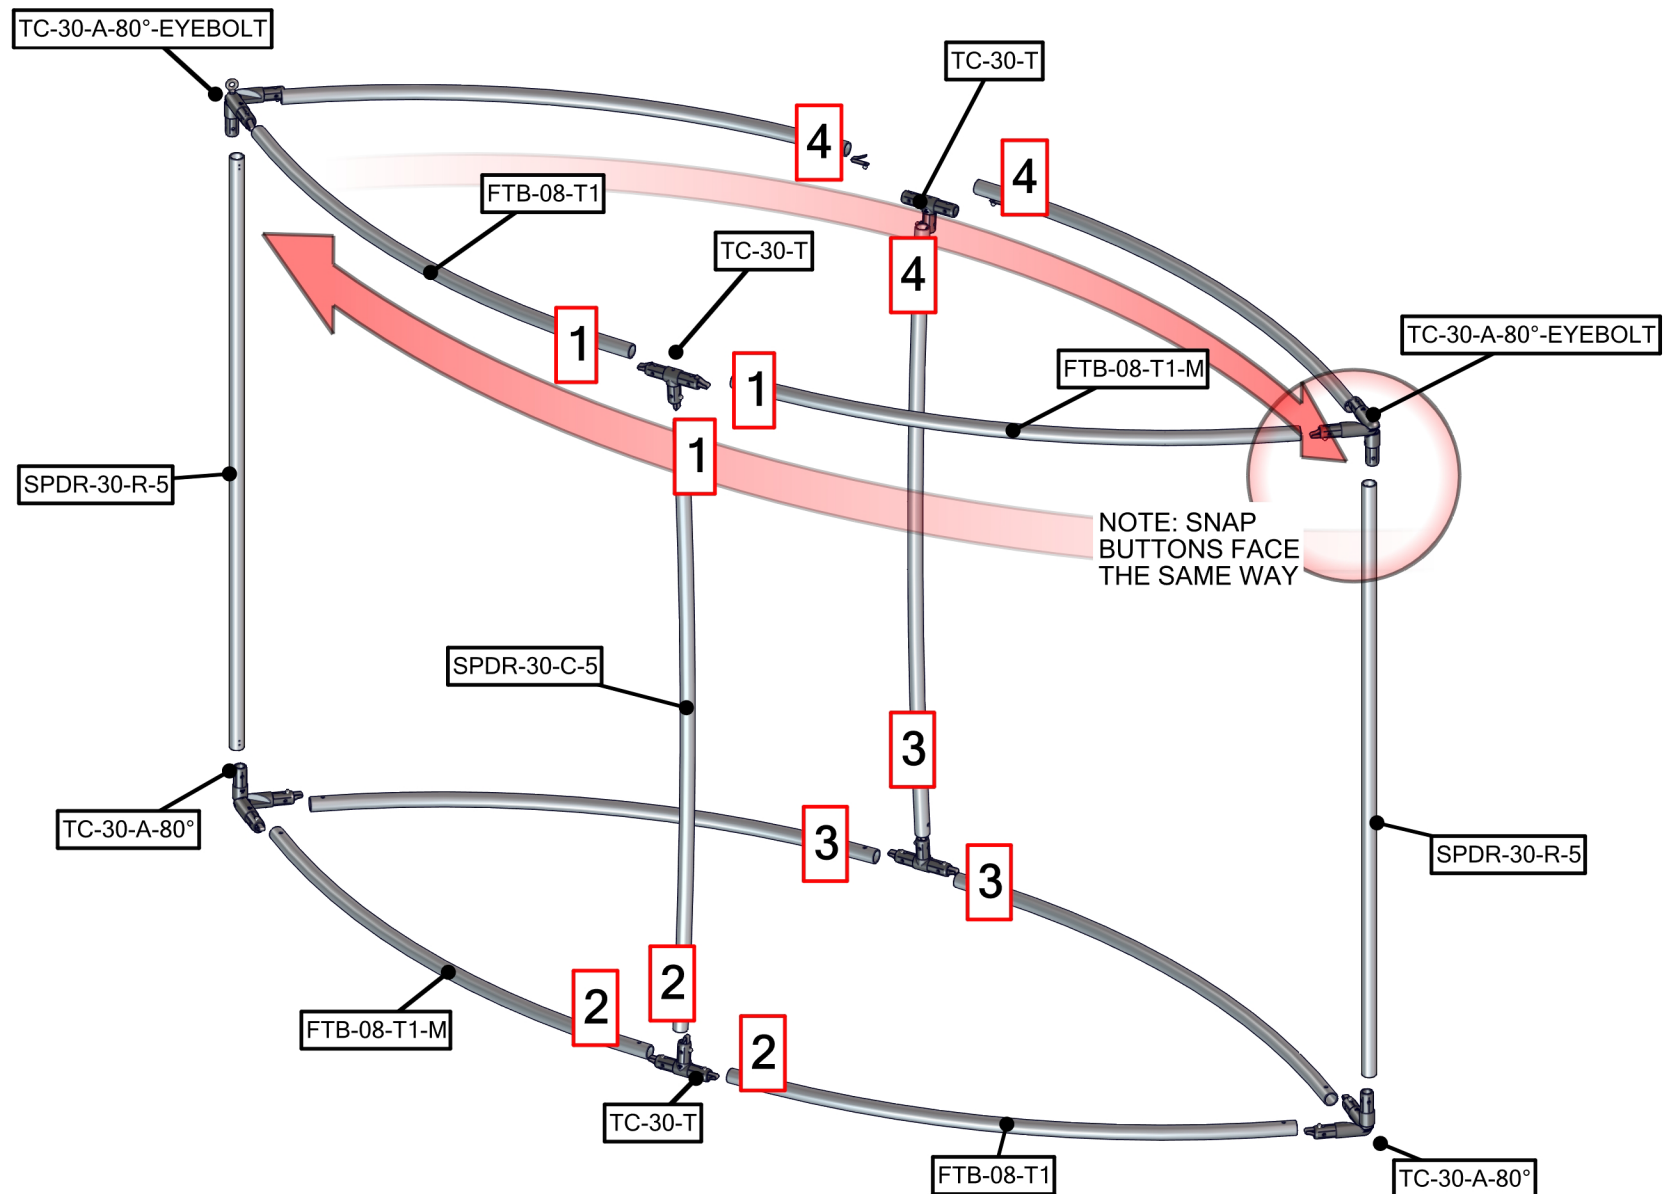 TC-30-A-80°-EYEBOLT
TC-30-T
4
4
FTB-08-T1
TC-30-T
4
TC-30-A-80°-EYEBOLT
1
1
FTB-08-T1-M
1
SPDR-30-R-5
NOTE: SNAP
BUTTONS FACE
THE SAME WAY
SPDR-30-C-5
3
TC-30-A-80°
3
3
SPDR-30-R-5
2
2
FTB-08-T1-M
2
TC-30-T
FTB-08-T1
TC-30-A-80°